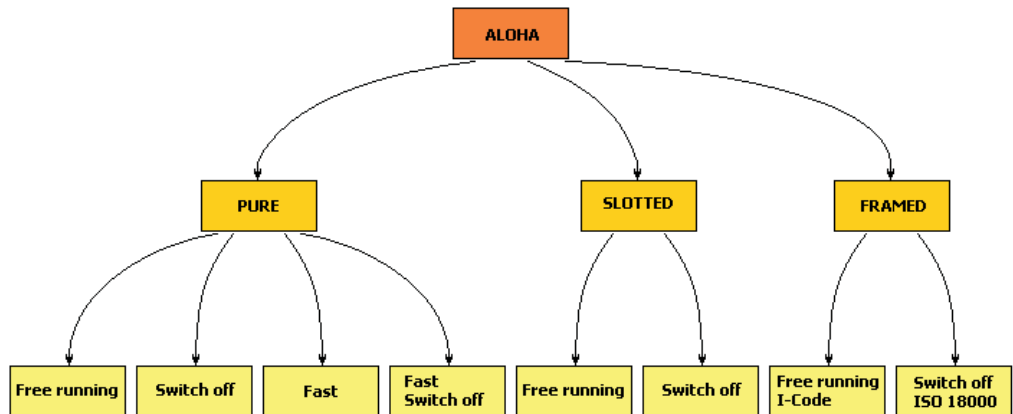 ALOHA
PURE
SLOTTED
FRAMED
Free running
Switch off
Fast
Fast
Switch off
Free running
Switch off
Free running
I-Code
Switch off
ISO 18000